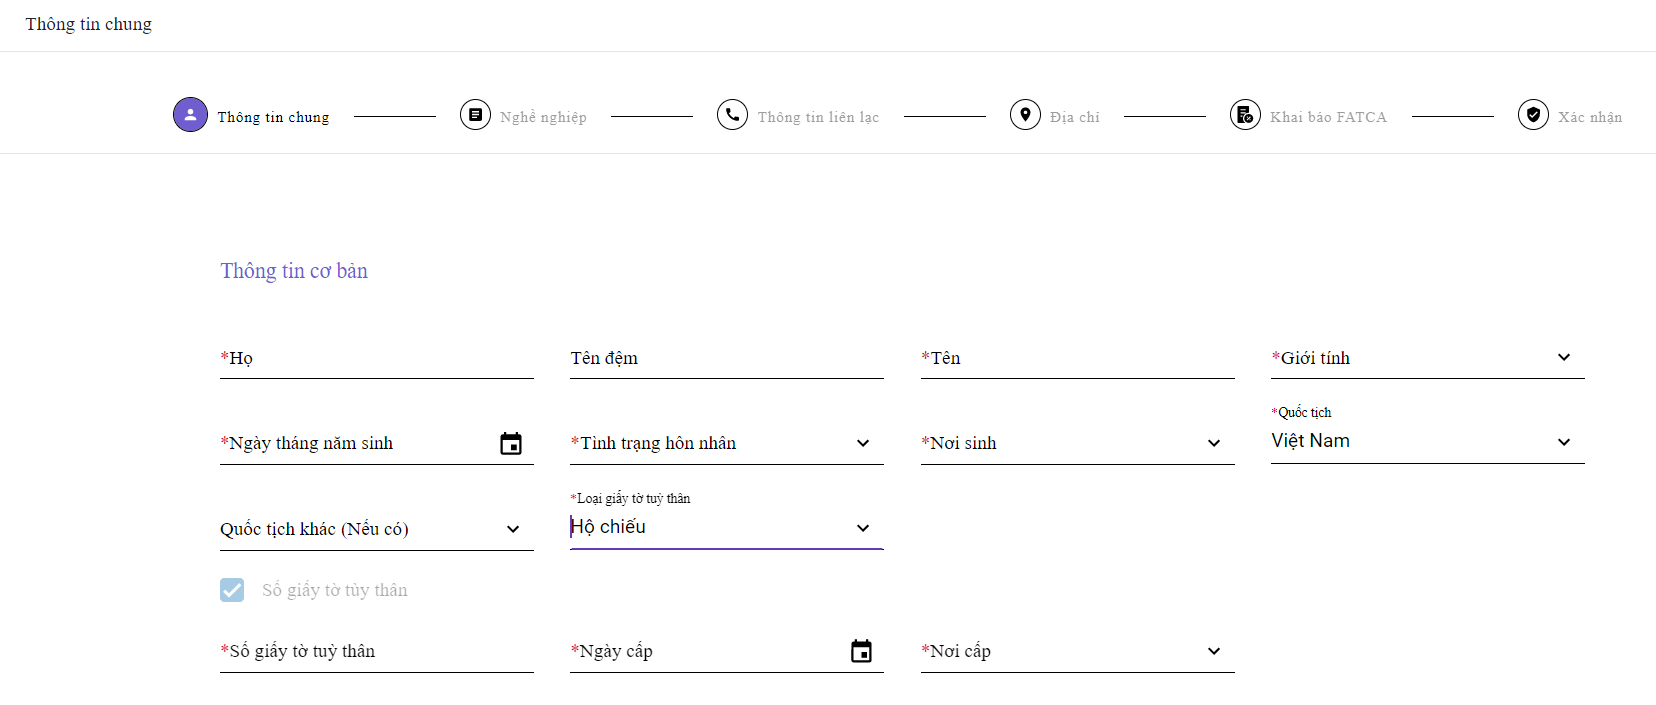 Thông tin chung
Thông tin chung Nghề nghiệp Thông tin liên lạc Địa chỉ Khai báo FATCA Xác nhận
Thông tin cơ bản
*Họ Tên đệm *Tên *Giới tính
*Quốc tịch
*Ngày tháng năm sinh *Tình trạng hôn nhân *Nơi sinh Việt Nam
*Loại giấy tờ tuỳ thân
Quốc tịch khác (Nếu có) Hộ chiếu
Số giấy tờ tùy thân
*Số giấy tờ tuỳ thân *Ngày cấp *Nơi cấp